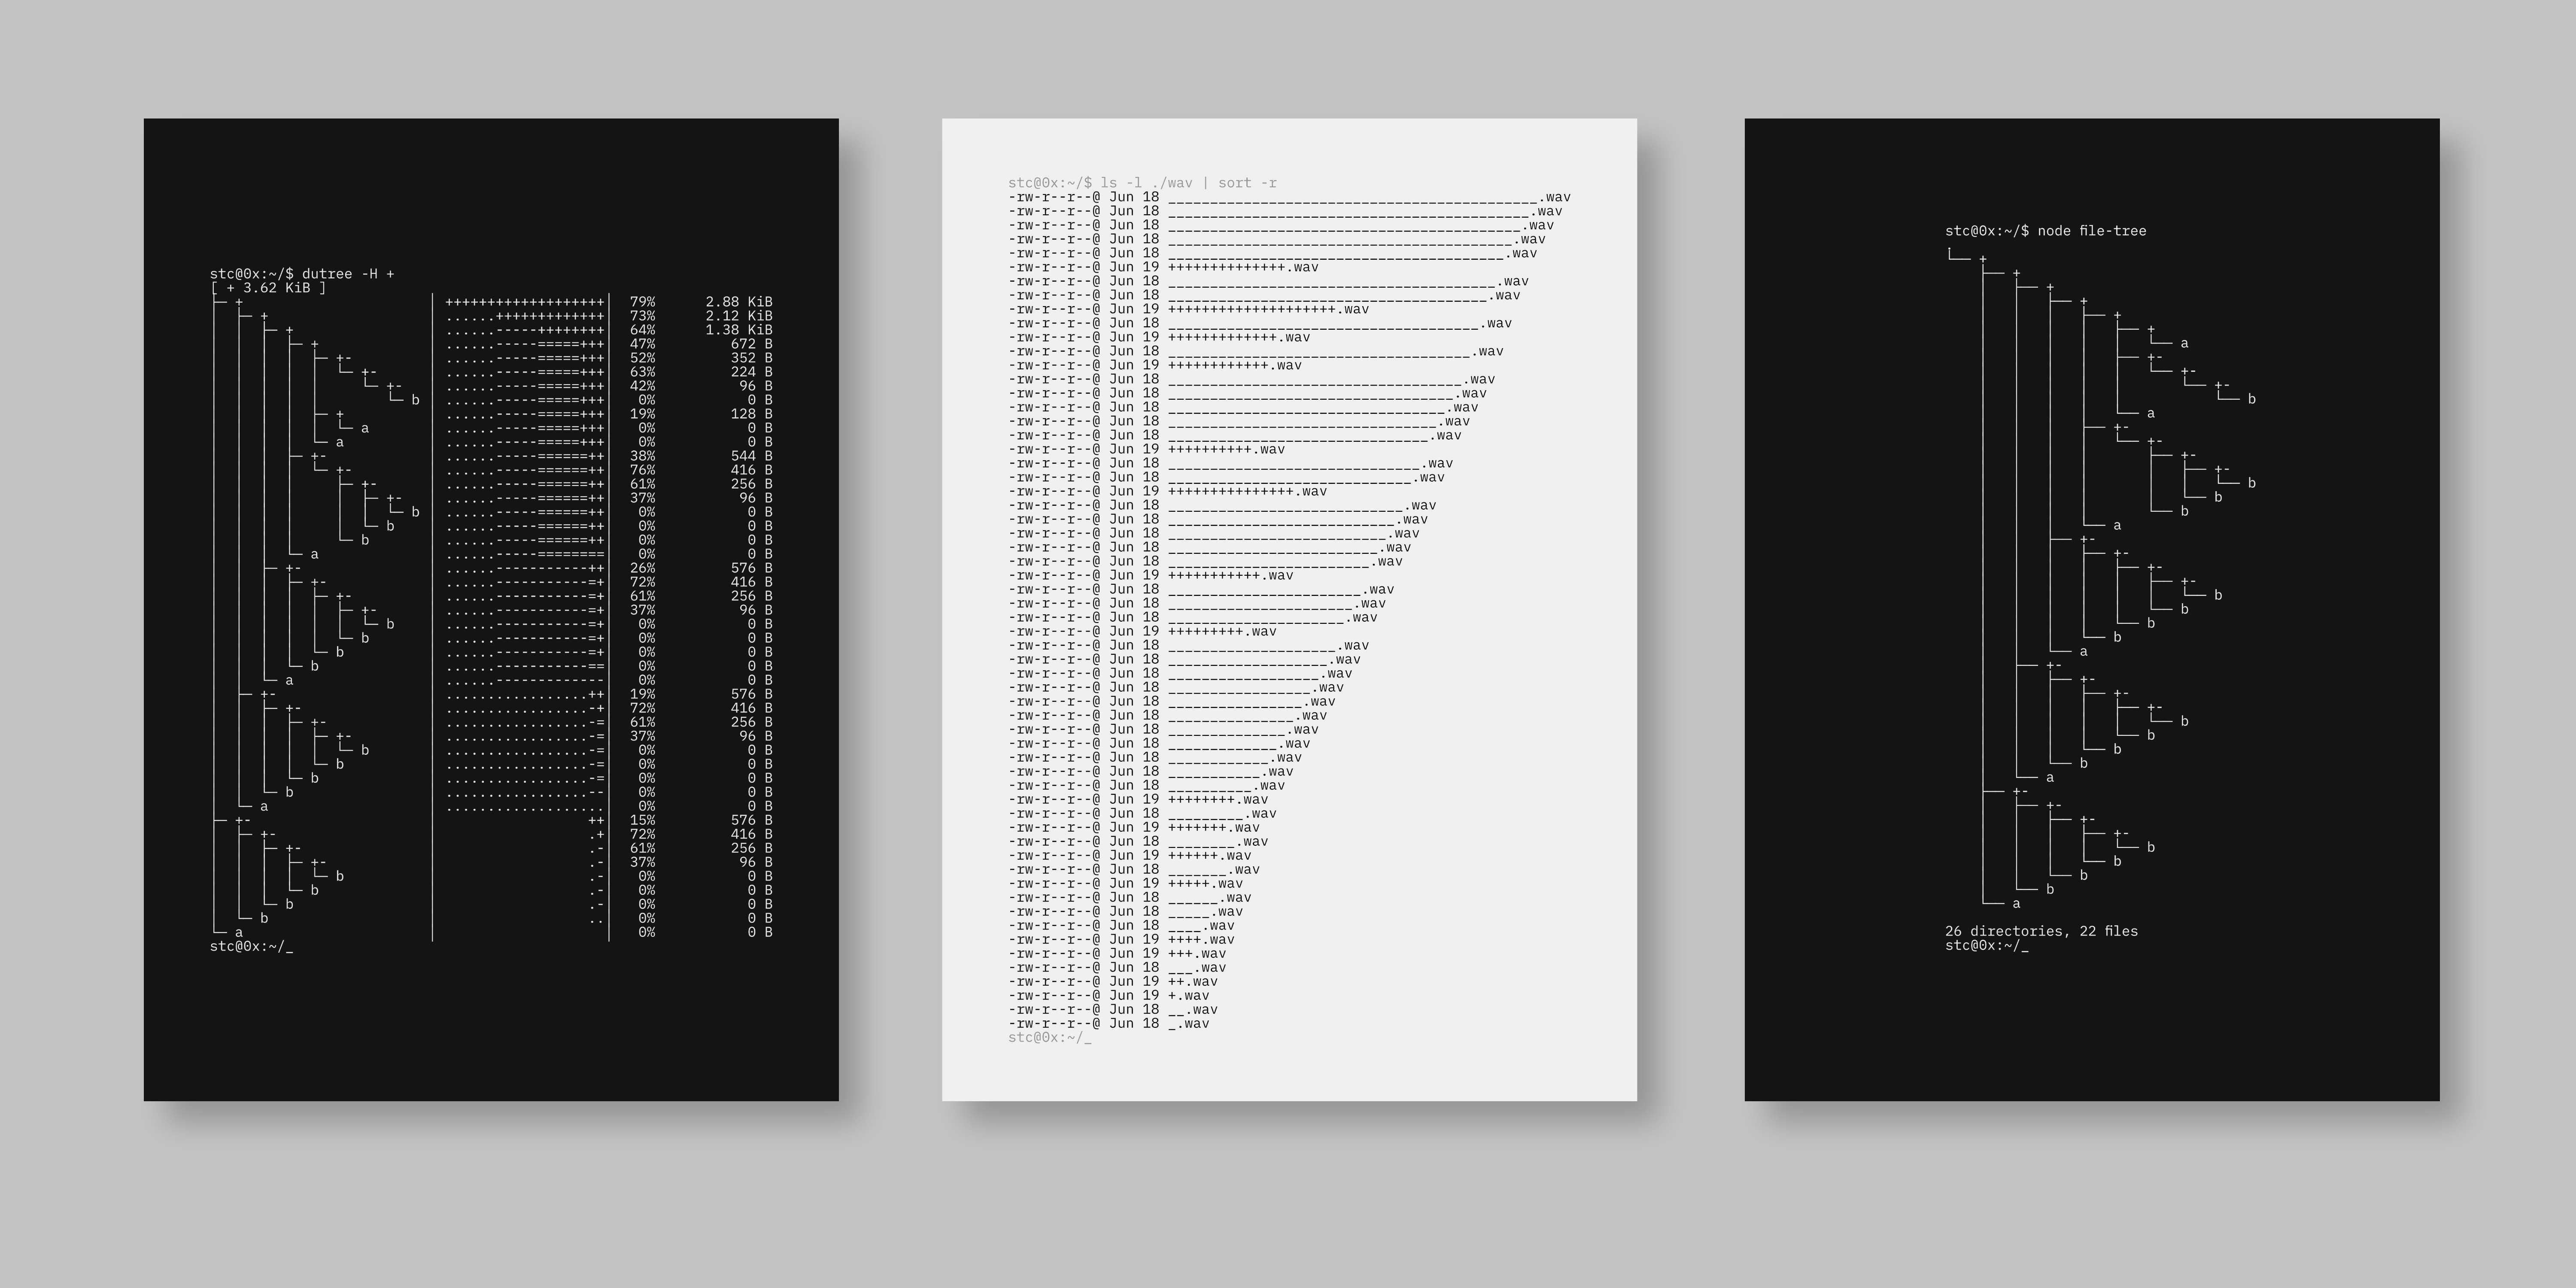 stc@0x:~/$ dutree -H +
[ + 3.62 KiB ]
├─ + │ +++++++++++++++++++│ 79% 2.88 KiB
│ ├─ + │ ......+++++++++++++│ 73% 2.12 KiB
│ │ ├─ + │ ......-----++++++++│ 64% 1.38 KiB
│ │ │ ├─ + │ ......-----=====+++│ 47% 672 B
│ │ │ │ ├─ +- │ ......-----=====+++│ 52% 352 B
│ │ │ │ │ └─ +- │ ......-----=====+++│ 63% 224 B
│ │ │ │ │ └─ +- │ ......-----=====+++│ 42% 96 B
│ │ │ │ │ └─ b │ ......-----=====+++│ 0% 0 B
│ │ │ │ ├─ + │ ......-----=====+++│ 19% 128 B
│ │ │ │ │ └─ a │ ......-----=====+++│ 0% 0 B
│ │ │ │ └─ a │ ......-----=====+++│ 0% 0 B
│ │ │ ├─ +- │ ......-----======++│ 38% 544 B
│ │ │ │ └─ +- │ ......-----======++│ 76% 416 B
│ │ │ │ ├─ +- │ ......-----======++│ 61% 256 B
│ │ │ │ │ ├─ +- │ ......-----======++│ 37% 96 B
│ │ │ │ │ │ └─ b │ ......-----======++│ 0% 0 B
│ │ │ │ │ └─ b │ ......-----======++│ 0% 0 B
│ │ │ │ └─ b │ ......-----======++│ 0% 0 B
│ │ │ └─ a │ ......-----========│ 0% 0 B
│ │ ├─ +- │ ......-----------++│ 26% 576 B
│ │ │ ├─ +- │ ......-----------=+│ 72% 416 B
│ │ │ │ ├─ +- │ ......-----------=+│ 61% 256 B
│ │ │ │ │ ├─ +- │ ......-----------=+│ 37% 96 B
│ │ │ │ │ │ └─ b │ ......-----------=+│ 0% 0 B
│ │ │ │ │ └─ b │ ......-----------=+│ 0% 0 B
│ │ │ │ └─ b │ ......-----------=+│ 0% 0 B
│ │ │ └─ b │ ......-----------==│ 0% 0 B
│ │ └─ a │ ......-------------│ 0% 0 B
│ ├─ +- │ .................++│ 19% 576 B
│ │ ├─ +- │ .................-+│ 72% 416 B
│ │ │ ├─ +- │ .................-=│ 61% 256 B
│ │ │ │ ├─ +- │ .................-=│ 37% 96 B
│ │ │ │ │ └─ b │ .................-=│ 0% 0 B
│ │ │ │ └─ b │ .................-=│ 0% 0 B
│ │ │ └─ b │ .................-=│ 0% 0 B
│ │ └─ b │ .................--│ 0% 0 B
│ └─ a │ ...................│ 0% 0 B
├─ +- │ ++│ 15% 576 B
│ ├─ +- │ .+│ 72% 416 B
│ │ ├─ +- │ .-│ 61% 256 B
│ │ │ ├─ +- │ .-│ 37% 96 B
│ │ │ │ └─ b │ .-│ 0% 0 B
│ │ │ └─ b │ .-│ 0% 0 B
│ │ └─ b │ .-│ 0% 0 B
│ └─ b │ ..│ 0% 0 B
└─ a │ │ 0% 0 B
stc@0x:~/_
stc@0x:~/$ ls -l ./wav | sort -r
-rw-r--r--@ Jun 18 ____________________________________________.wav
-rw-r--r--@ Jun 18 ___________________________________________.wav
-rw-r--r--@ Jun 18 __________________________________________.wav
-rw-r--r--@ Jun 18 _________________________________________.wav
-rw-r--r--@ Jun 18 ________________________________________.wav
-rw-r--r--@ Jun 19 ++++++++++++++.wav
-rw-r--r--@ Jun 18 _______________________________________.wav
-rw-r--r--@ Jun 18 ______________________________________.wav
-rw-r--r--@ Jun 19 ++++++++++++++++++++.wav
-rw-r--r--@ Jun 18 _____________________________________.wav
-rw-r--r--@ Jun 19 +++++++++++++.wav
-rw-r--r--@ Jun 18 ____________________________________.wav
-rw-r--r--@ Jun 19 ++++++++++++.wav
-rw-r--r--@ Jun 18 ___________________________________.wav
-rw-r--r--@ Jun 18 __________________________________.wav
-rw-r--r--@ Jun 18 _________________________________.wav
-rw-r--r--@ Jun 18 ________________________________.wav
-rw-r--r--@ Jun 18 _______________________________.wav
-rw-r--r--@ Jun 19 ++++++++++.wav
-rw-r--r--@ Jun 18 ______________________________.wav
-rw-r--r--@ Jun 18 _____________________________.wav
-rw-r--r--@ Jun 19 +++++++++++++++.wav
-rw-r--r--@ Jun 18 ____________________________.wav
-rw-r--r--@ Jun 18 ___________________________.wav
-rw-r--r--@ Jun 18 __________________________.wav
-rw-r--r--@ Jun 18 _________________________.wav
-rw-r--r--@ Jun 18 ________________________.wav
-rw-r--r--@ Jun 19 +++++++++++.wav
-rw-r--r--@ Jun 18 _______________________.wav
-rw-r--r--@ Jun 18 ______________________.wav
-rw-r--r--@ Jun 18 _____________________.wav
-rw-r--r--@ Jun 19 +++++++++.wav
-rw-r--r--@ Jun 18 ____________________.wav
-rw-r--r--@ Jun 18 ___________________.wav
-rw-r--r--@ Jun 18 __________________.wav
-rw-r--r--@ Jun 18 _________________.wav
-rw-r--r--@ Jun 18 ________________.wav
-rw-r--r--@ Jun 18 _______________.wav
-rw-r--r--@ Jun 18 ______________.wav
-rw-r--r--@ Jun 18 _____________.wav
-rw-r--r--@ Jun 18 ____________.wav
-rw-r--r--@ Jun 18 ___________.wav
-rw-r--r--@ Jun 18 __________.wav
-rw-r--r--@ Jun 19 ++++++++.wav
-rw-r--r--@ Jun 18 _________.wav
-rw-r--r--@ Jun 19 +++++++.wav
-rw-r--r--@ Jun 18 ________.wav
-rw-r--r--@ Jun 19 ++++++.wav
-rw-r--r--@ Jun 18 _______.wav
-rw-r--r--@ Jun 19 +++++.wav
-rw-r--r--@ Jun 18 ______.wav
-rw-r--r--@ Jun 18 _____.wav
-rw-r--r--@ Jun 18 ____.wav
-rw-r--r--@ Jun 19 ++++.wav
-rw-r--r--@ Jun 19 +++.wav
-rw-r--r--@ Jun 18 ___.wav
-rw-r--r--@ Jun 19 ++.wav
-rw-r--r--@ Jun 19 +.wav
-rw-r--r--@ Jun 18 __.wav
-rw-r--r--@ Jun 18 _.wav
stc@0x:~/_
stc@0x:~/$ node file-tree
.
└── +
    ├── +
    │   ├── +
    │   │   ├── +
    │   │   │   ├── +
    │   │   │   │   ├── +
    │   │   │   │   │   └── a
    │   │   │   │   ├── +-
    │   │   │   │   │   └── +-
    │   │   │   │   │       └── +-
    │   │   │   │   │           └── b
    │   │   │   │   └── a
    │   │   │   ├── +-
    │   │   │   │   └── +-
    │   │   │   │       ├── +-
    │   │   │   │       │   ├── +-
    │   │   │   │       │   │   └── b
    │   │   │   │       │   └── b
    │   │   │   │       └── b
    │   │   │   └── a
    │   │   ├── +-
    │   │   │   ├── +-
    │   │   │   │   ├── +-
    │   │   │   │   │   ├── +-
    │   │   │   │   │   │   └── b
    │   │   │   │   │   └── b
    │   │   │   │   └── b
    │   │   │   └── b
    │   │   └── a
    │   ├── +-
    │   │   ├── +-
    │   │   │   ├── +-
    │   │   │   │   ├── +-
    │   │   │   │   │   └── b
    │   │   │   │   └── b
    │   │   │   └── b
    │   │   └── b
    │   └── a
    ├── +-
    │   ├── +-
    │   │   ├── +-
    │   │   │   ├── +-
    │   │   │   │   └── b
    │   │   │   └── b
    │   │   └── b
    │   └── b
    └── a
26 directories, 22 files
stc@0x:~/_